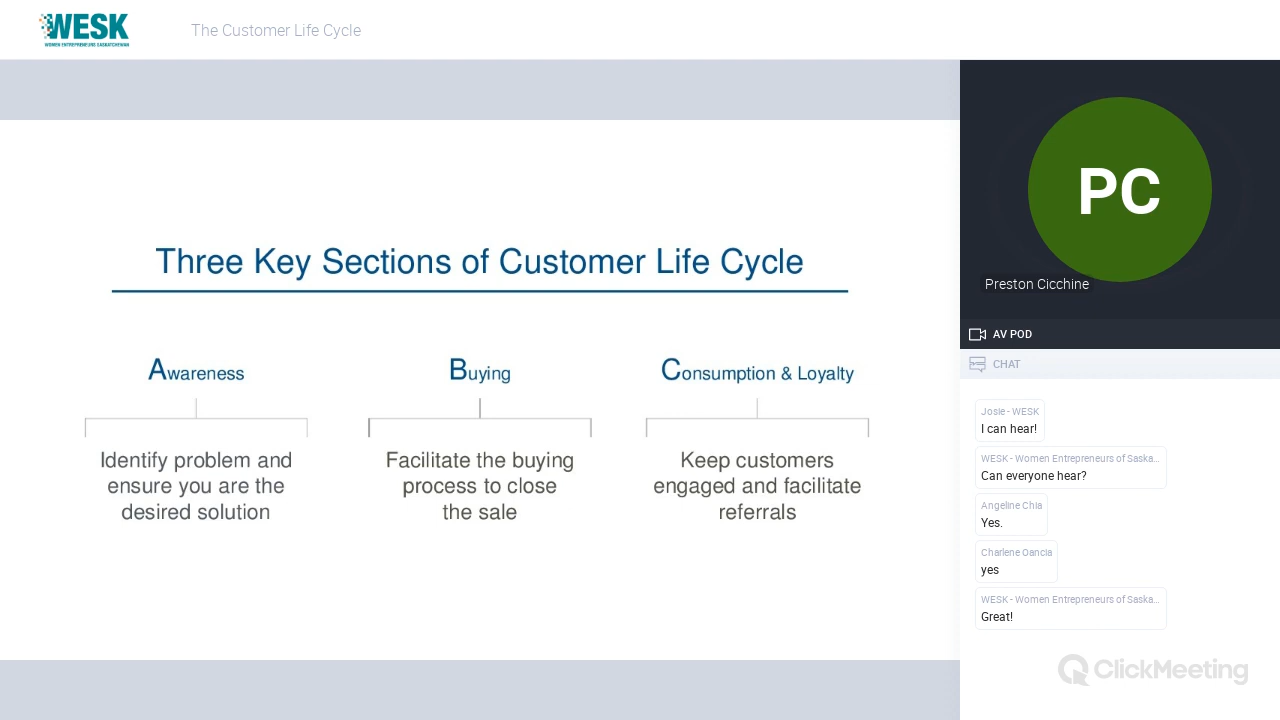 WESK
WOMEN ENTREPRENEURS SASKATCHEWAN
The Customer Life Cycle
Three Key Sections of Customer Life Cycle
Awareness
Identify problem and
ensure you are the
desired solution
Buying
Facilitate the buying
process to close
the sale
Consumption & Loyalty
Keep customers
engaged and facilitate
referrals
PC
Preston Cicchine
AV POD
CHAT
Josie - WESK
I can hear!
WESK - Women Entrepreneurs of Saska...
Can everyone hear?
Angeline Chia
Yes.
Charlene Oancia
yes
WESK - Women Entrepreneurs of Saska...
Great!
ClickMeeting